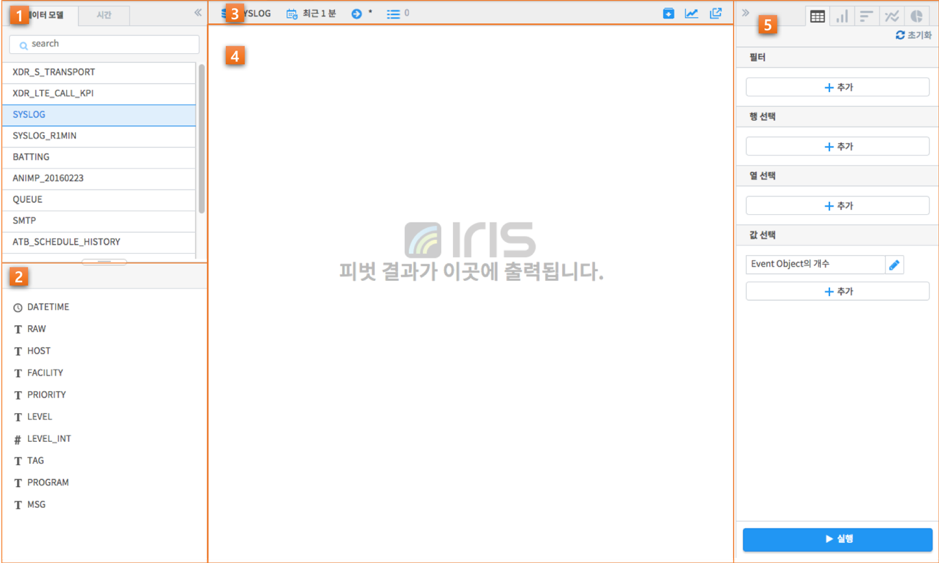 1
이터 모델
시간
search
XDR_S_TRANSPORT
XDR_LTE_CALL_KPI
SYSLOG
SYSLOG_R1MIN
BATTING
ANIMP_20160223
QUEUE
SMTP
ATB_SCHEDULE_HISTORY
2
DATETIME
T RAW
T HOST
T FACILITY
T PRIORITY
T LEVEL
# LEVEL_INT
T TAG
T PROGRAM
T MSG
3
YSLOG 최근 1 분 * 0
4
IRIS
피벗 결과가 이곳에 출력됩니다.
5
초기화
필터
+ 추가
행 선택
+ 추가
열 선택
+ 추가
값 선택
Event Object의 개수
+ 추가
실행